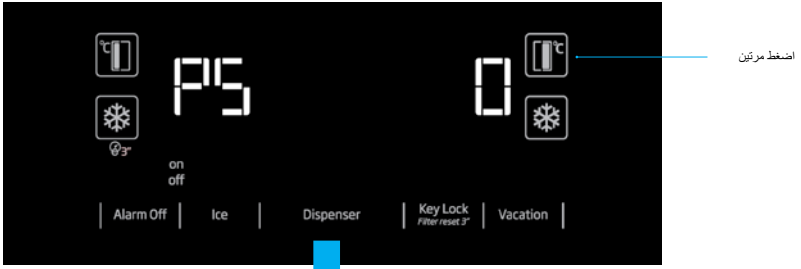 °C
°C
اضغط مرتين
PS
0
3"
on
off
Alarm Off
Ice
Dispenser
Key Lock
Filter reset 3"
Vacation